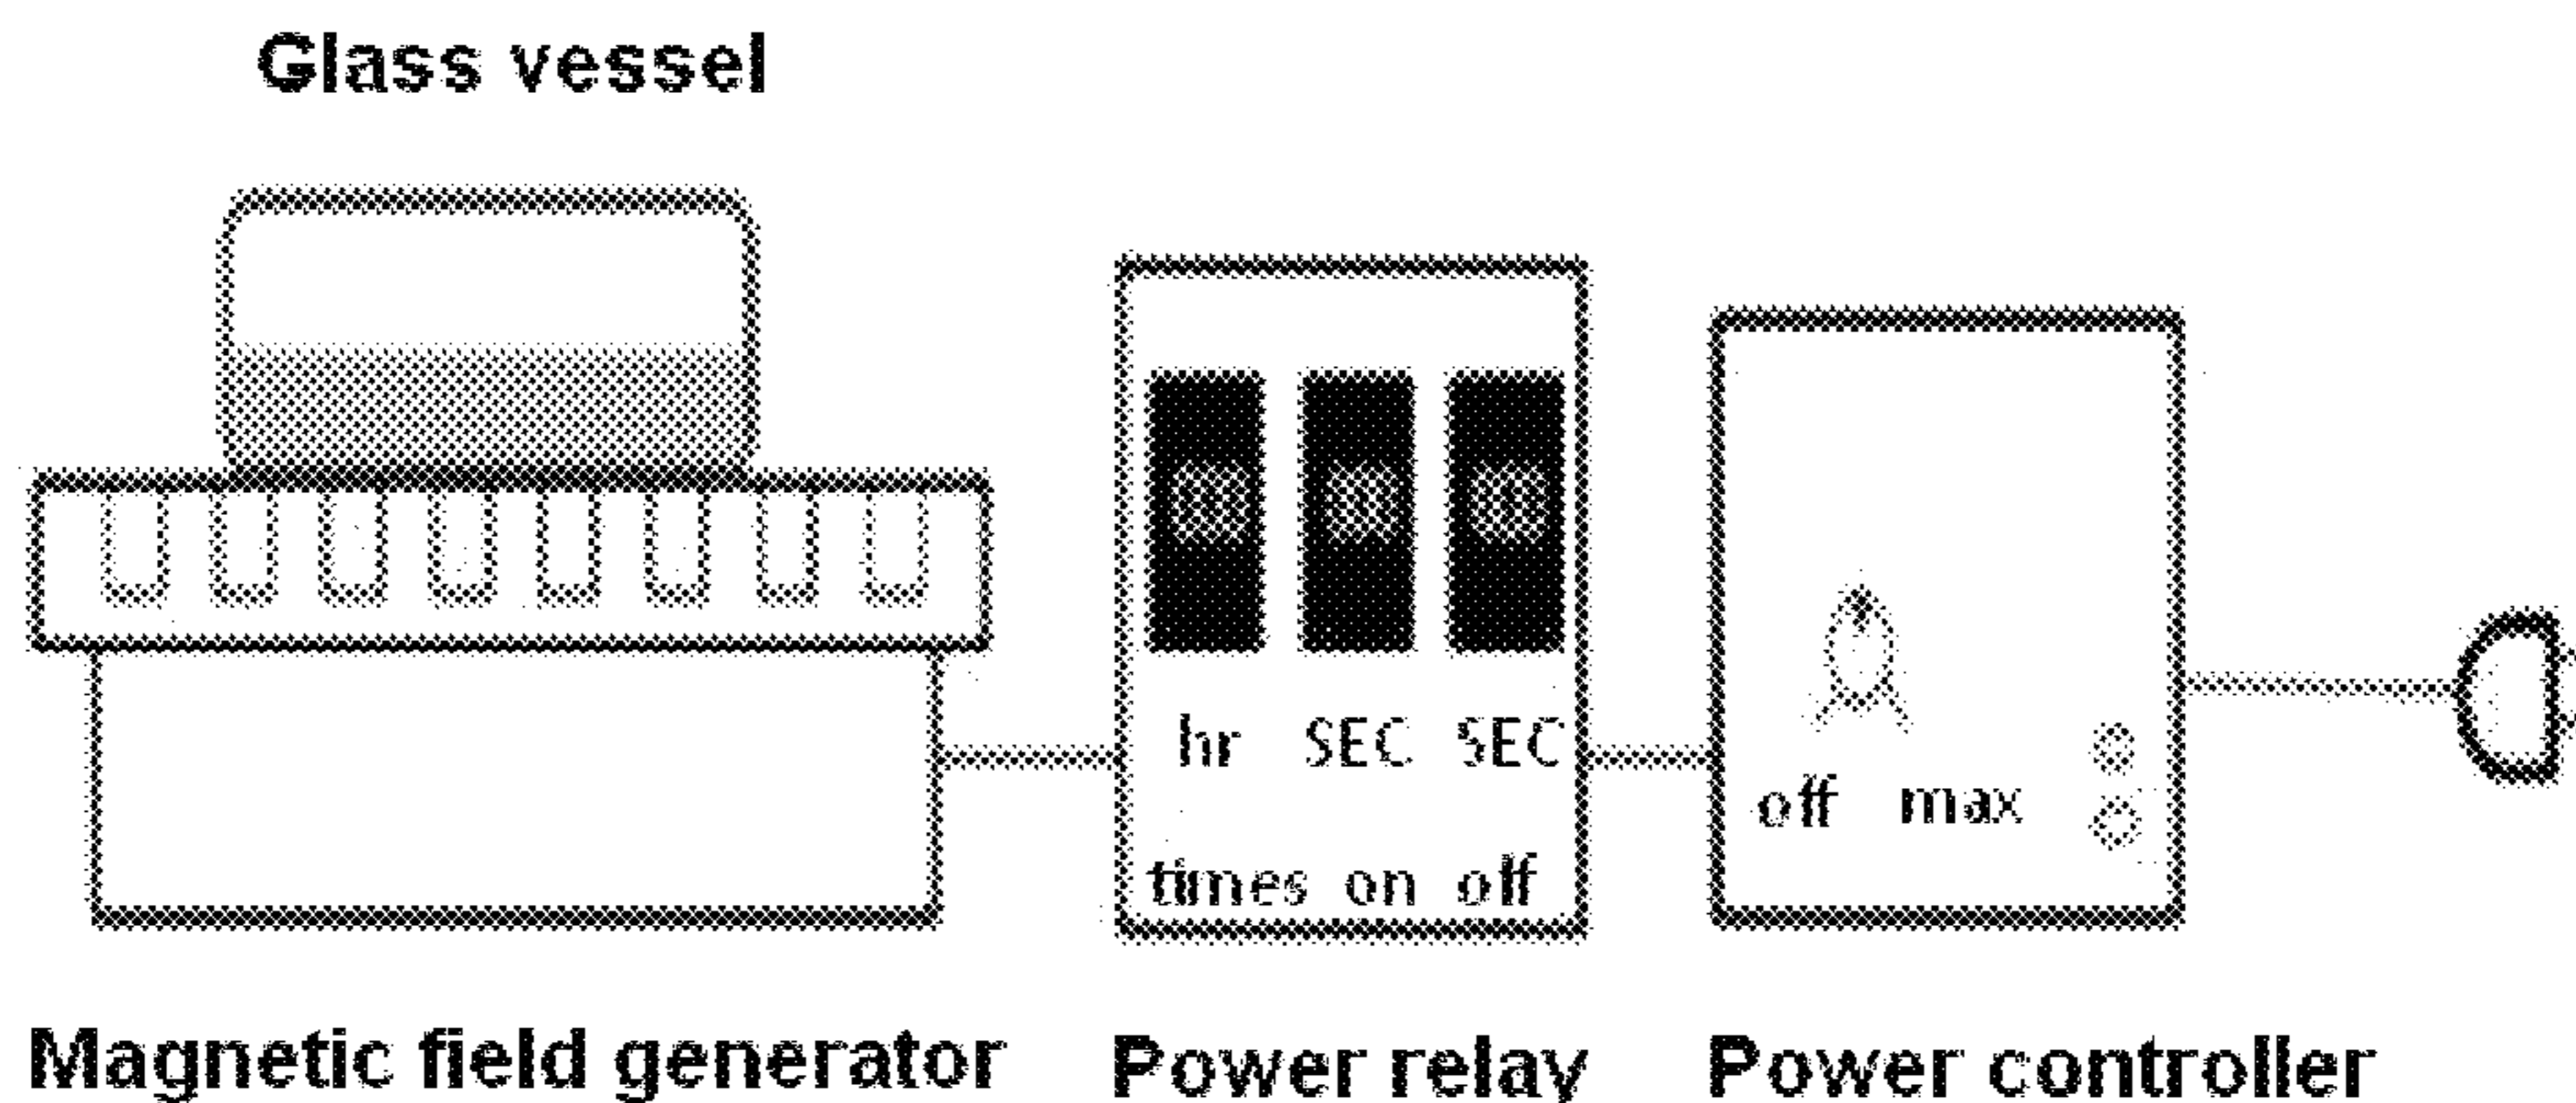 Glass vessel
hr SEC SEC
times on off
off max
Magnetic field generator
Power relay
Power controller